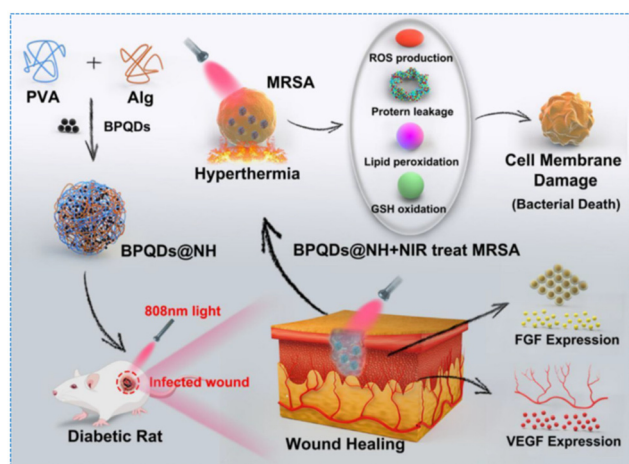 PVA
+
Alg
BPQDs
BPQDs@NH
MRSA
Hyperthermia
ROS production
Protern leakage
Lipid peroxidation
GSH oxidation
Cell Membrane
Damage
(Bacterial Death)
BPQDs@NH+NIR treat MRSA
808nm light
Infected wound
Diabetic Rat
Wound Healing
FGF Expression
VEGF Expression